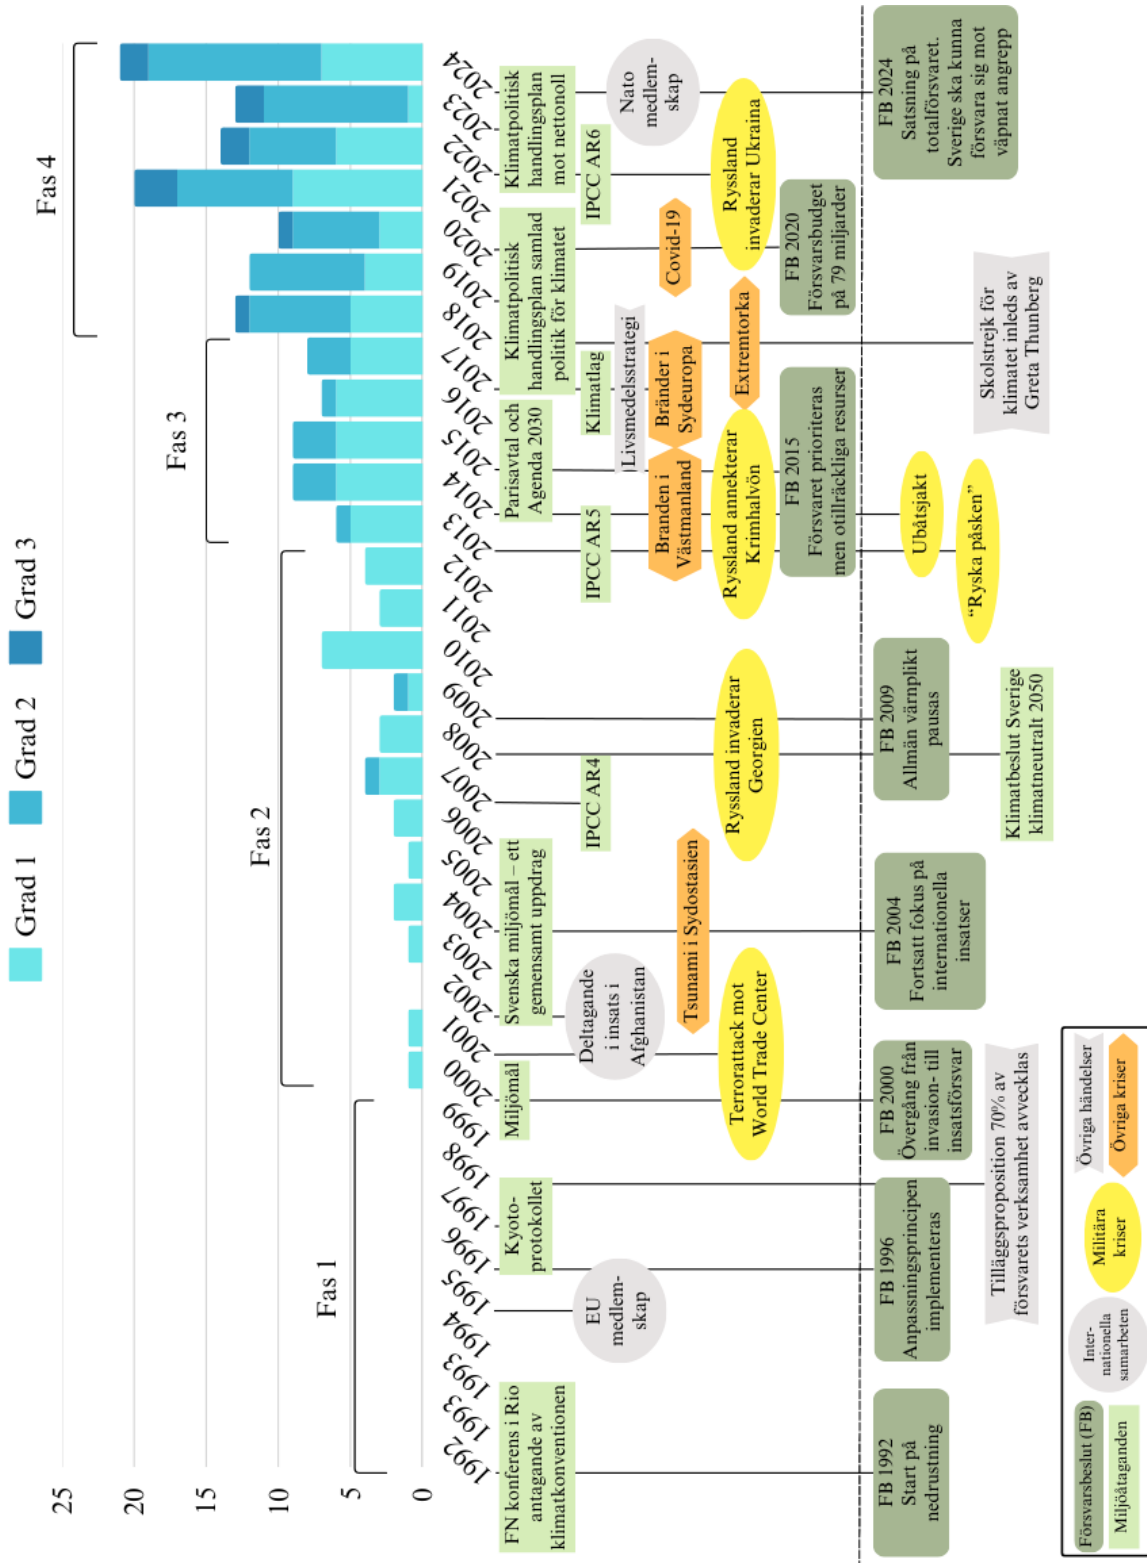 Grad 1
Grad 2
Grad 3
25
20
15
10
5
0
Fas 1
Fas 2
Fas 3
Fas 4
1992
1993
1993
1994
1995
1996
1997
1998
1999
2000
2001
2002
2003
2004
2005
2006
2007
2008
2009
2010
2011
2012
2013
2014
2015
2016
2017
2018
2019
2020
2021
2022
2023
2024
FN konferens i Rio
antagande av
klimatkonventionen
Kyoto-
protokollet
Miljömål
Svenska miljömål – ett
gemensamt uppdrag
IPCC AR4
IPCC AR5
Parisavtal och
Agenda 2030
Klimatlag
Klimatpolitisk
handlingsplan samlad
politik för klimatet
IPCC AR6
Klimatpolitisk
handlingsplan
mot nettonoll
EU
medlem-
skap
Deltagande
i insats i
Afghanistan
Livsmedelsstrategi
Nato
medlem-
skap
Tsunami i Sydostasien
Branden i
Västmanland
Bränder i
Sydeuropa
Covid-19
Extremtorka
Terrorattack mot
World Trade Center
Ryssland invaderar
Georgien
Ryssland annekterar
Krimhalvön
Ryssland
invaderar Ukraina
FB 2015
Försvaret prioriteras
men otillräckliga resurser
FB 2020
Försvarsbudget
på 79 miljarder
FB 1992
Start på
nedrustning
FB 1996
Anpassningsprincipen
implementeras
FB 2000
Övergång från
invasion- till
insatsförsvar
FB 2004
Fortsatt fokus på
internationella
insatser
FB 2009
Allmän värnplikt
pausas
Ubåtsjakt
“Ryska påsken”
FB 2024
Satsning på
totalförsvaret.
Sverige ska kunna
försvara sig mot
väpnat angrepp
Tilläggsproposition 70% av
försvarets verksamhet avvecklas
Klimatbeslut Sverige
klimatneutralt 2050
Skolstrejk för
klimatet inleds av
Greta Thunberg
Försvarsbeslut (FB)
Miljöåtaganden
Inter-
nationella
samarbeten
Militära
kriser
Övriga händelser
Övriga kriser